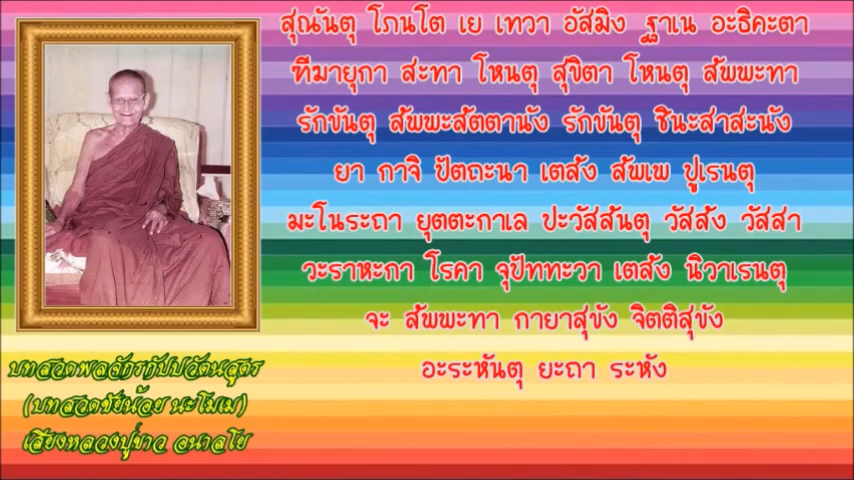 สุณันตุ โภนโต เย เทวา อัสมิง ฐาเน อะธิคะตา
ทีมายุกา สะทา โหนตุ สุขิตา โหนตุ สัพพะทา
รักขันตุ สัพพะสัตตานัง รักขันตุ ชินะสาสะนัง
ยา กาจิ ปัตถะนา เตสัง สัพเพ ปูเรนตุ
มะโนระถา ยุตตะกาเล ปะวัสสันตุ วัสสัง วัสสา
วะราหะกา โรคา จุปัททะวา เตสัง นิวาเรนตุ
จะ สัพพะทา กายาสุขัง จิตติสุขัง
อะระหันตุ ยะถา ระหัง
บทสวดพลจักร์กัปปวัตนสูตร
(บทสวดชัยน้อย นะโมเม)
เสียงหลวงปู่ขาว อนาลโย